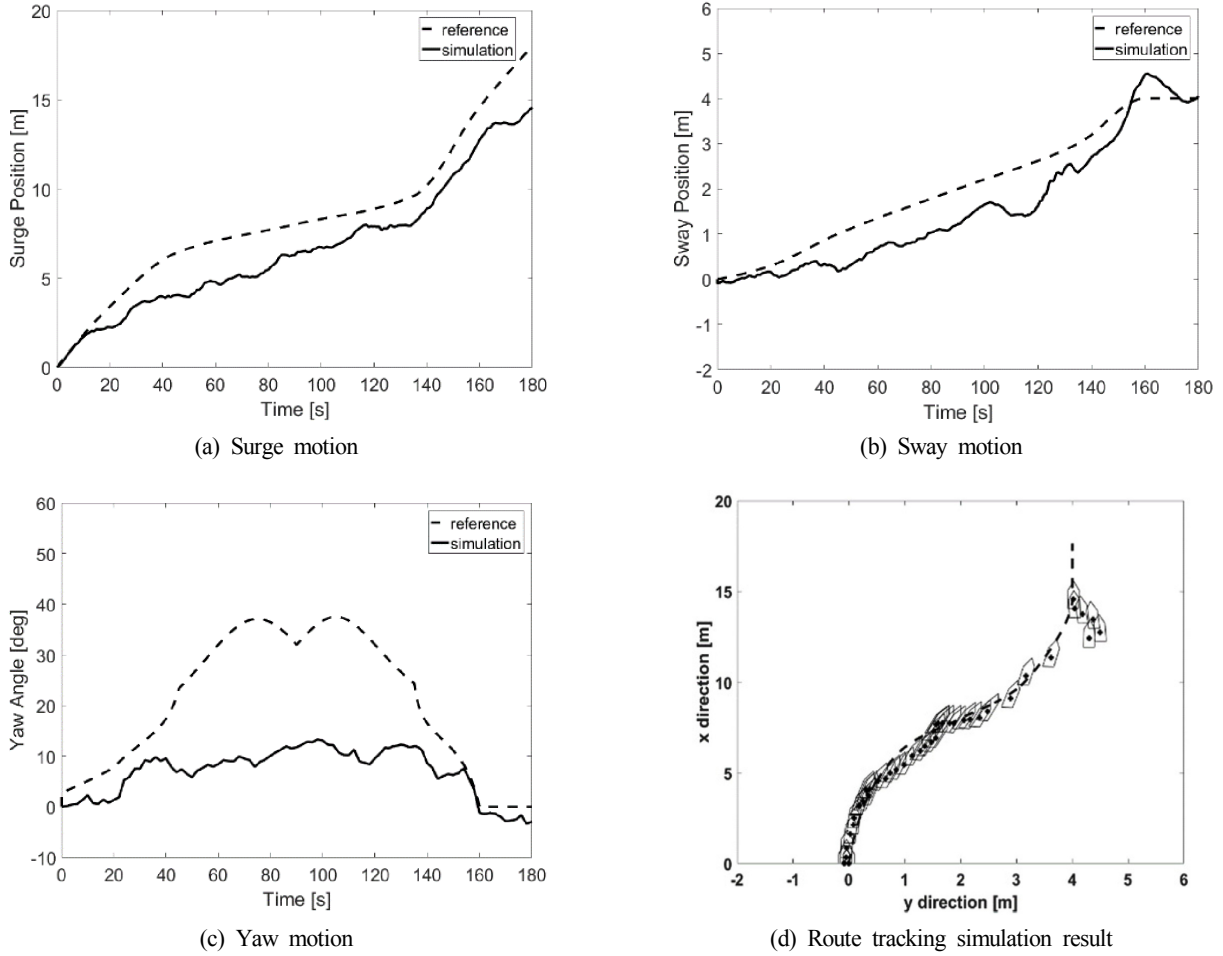 20
15
10
5
0
Surge Position [m]
reference
simulation
0 20 40 60 80 100 120 140 160 180
Time [s]
(a) Surge motion
6
5
4
3
2
1
0
-1
-2
Sway Position [m]
reference
simulation
0 20 40 60 80 100 120 140 160 180
Time [s]
(b) Sway motion
60
50
40
30
20
10
0
-10
Yaw Angle [deg]
reference
simulation
0 20 40 60 80 100 120 140 160 180
Time [s]
(c) Yaw motion
20
15
10
5
0
x direction [m]
-2 -1 0 1 2 3 4 5 6
y direction [m]
(d) Route tracking simulation result